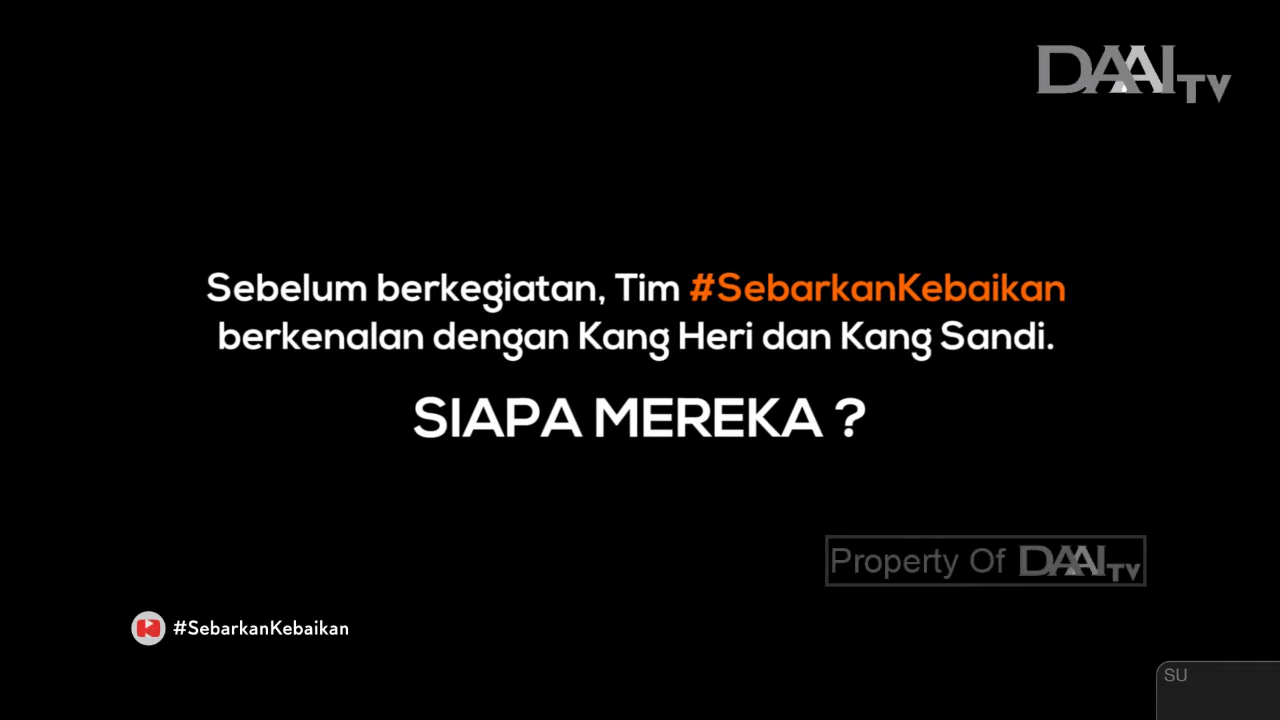 DAAI TV
Sebelum berkegiatan, Tim #SebarkanKebaikan
berkenalan dengan Kang Heri dan Kang Sandi.
SIAPA MEREKA ?
Property Of DAAI TV
#SebarkanKebaikan
SU